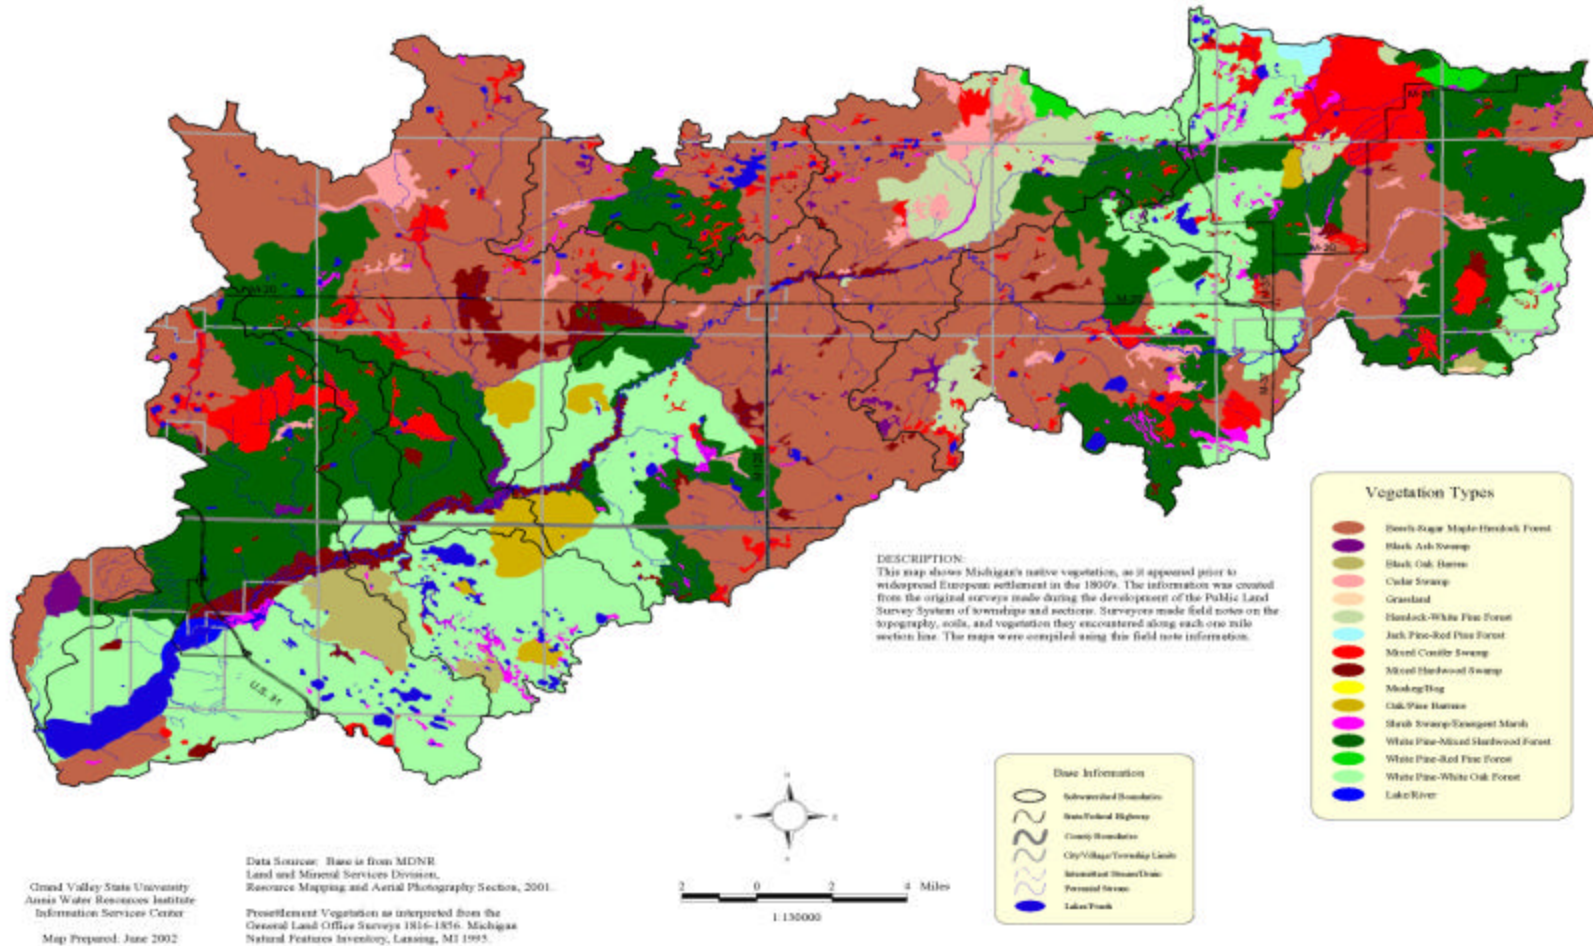 M-20
M-20
M-20
M-20
M-120
U.S. 31
DESCRIPTION:
This map shows Michigan's native vegetation, as it appeared prior to
widespread European settlement in the 1800's. The information was created
from the original surveys made during the development of the Public Land
Survey System of townships and sections. Surveyors made field notes on the
topography, soils, and vegetation they encountered along each one mile
section line. The maps were compiled using this field note information.
Vegetation Types
Beech-Sugar Maple-Hemlock Forest
Black Ash Swamp
Black Oak Barren
Cedar Swamp
Grassland
Hemlock-White Pine Forest
Jack Pine-Red Pine Forest
Mixed Conifer Swamp
Mixed Hardwood Swamp
Muskeg/Bog
Oak/Pine Barrens
Shrub Swamp/Emergent Marsh
White Pine-Mixed Hardwood Forest
White Pine-Red Pine Forest
White Pine-White Oak Forest
Lake/River
Base Information
Subwatershed Boundaries
State/Federal Highway
County Boundaries
City/Village/Township Limits
Intermittent Stream/Drain
Perennial Stream
Lakes/Ponds
N
W
E
S
2 0 2 4 Miles
1:130000
Grand Valley State University
Annis Water Resources Institute
Information Services Center
Map Prepared: June 2002
Data Sources: Base is from MDNR
Land and Mineral Services Division,
Resource Mapping and Aerial Photography Section, 2001.
Presettlement Vegetation as interpreted from the
General Land Office Surveys 1816-1856. Michigan
Natural Features Inventory, Lansing, MI 1995.